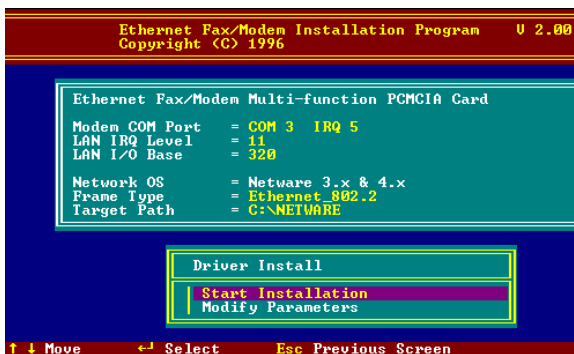 Ethernet Fax/Modem Installation Program V 2.00
Copyright (C) 1996
Ethernet Fax/Modem Multi-function PCMCIA Card
Modem COM Port = COM 3 IRQ 5
LAN IRQ Level = 11
LAN I/O Base = 320
Network OS = Netware 3.x & 4.x
Frame Type = Ethernet_802.2
Target Path = C:\NETWARE
Driver Install
Start Installation
Modify Parameters
↑ ↓ Move ←┘ Select Esc Previous Screen